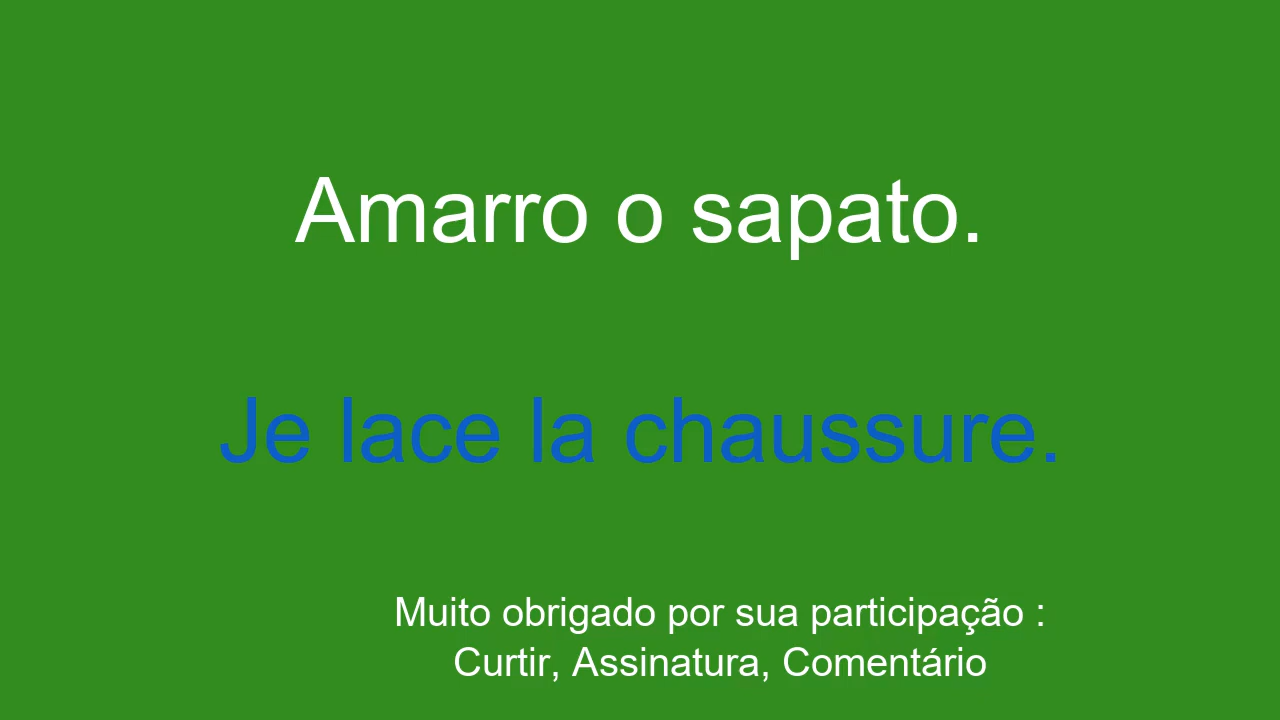 Amarro o sapato.
Je lace la chaussure.
Muito obrigado por sua participação :
Curtir, Assinatura, Comentário